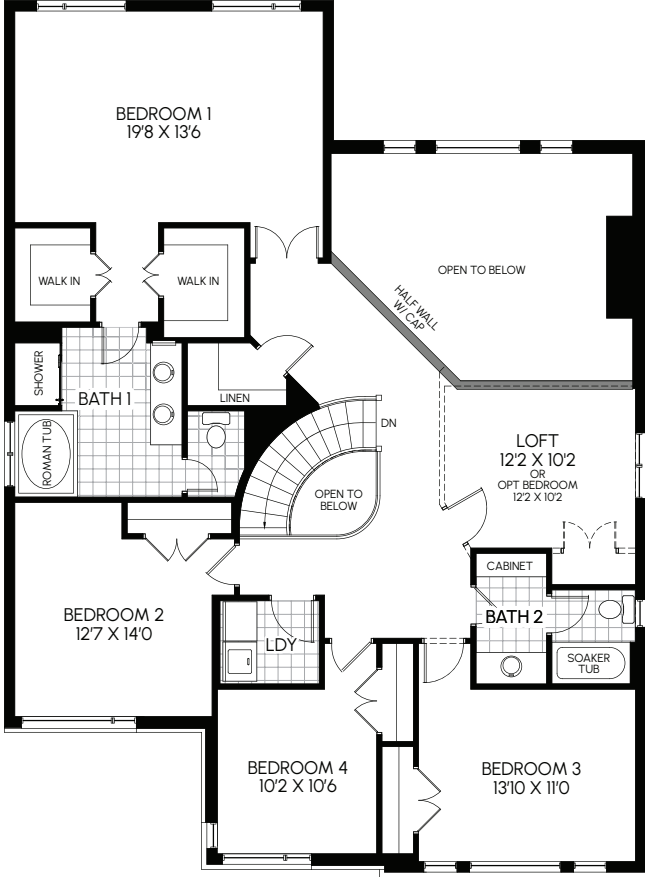 BEDROOM 1
19'8 X 13'6
WALK IN
WALK IN
OPEN TO BELOW
HALF WALL
W/ CAP
SHOWER
BATH 1
LINEN
ROMAN TUB
DN
LOFT
12'2 X 10'2
OR
OPT BEDROOM
12'2 X 10'2
OPEN TO
BELOW
CABINET
BEDROOM 2
12'7 X 14'0
BATH 2
LDY
SOAKER
TUB
BEDROOM 4
10'2 X 10'6
BEDROOM 3
13'10 X 11'0